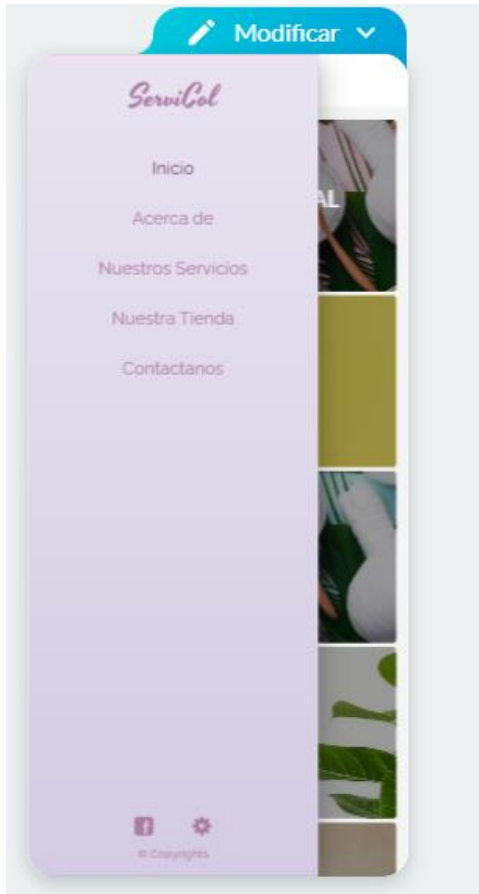 Modificar
ServiCol
AL
Inicio
Acerca de
Nuestros Servicios
Nuestra Tienda
Contactanos
© Copyrights